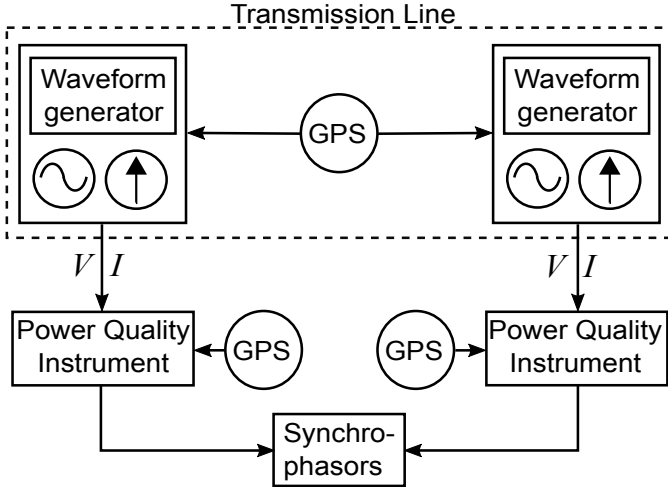 Transmission Line
Waveform
generator
GPS
Waveform
generator
V I
V I
Power Quality
Instrument
GPS
GPS
Power Quality
Instrument
Synchro-
phasors